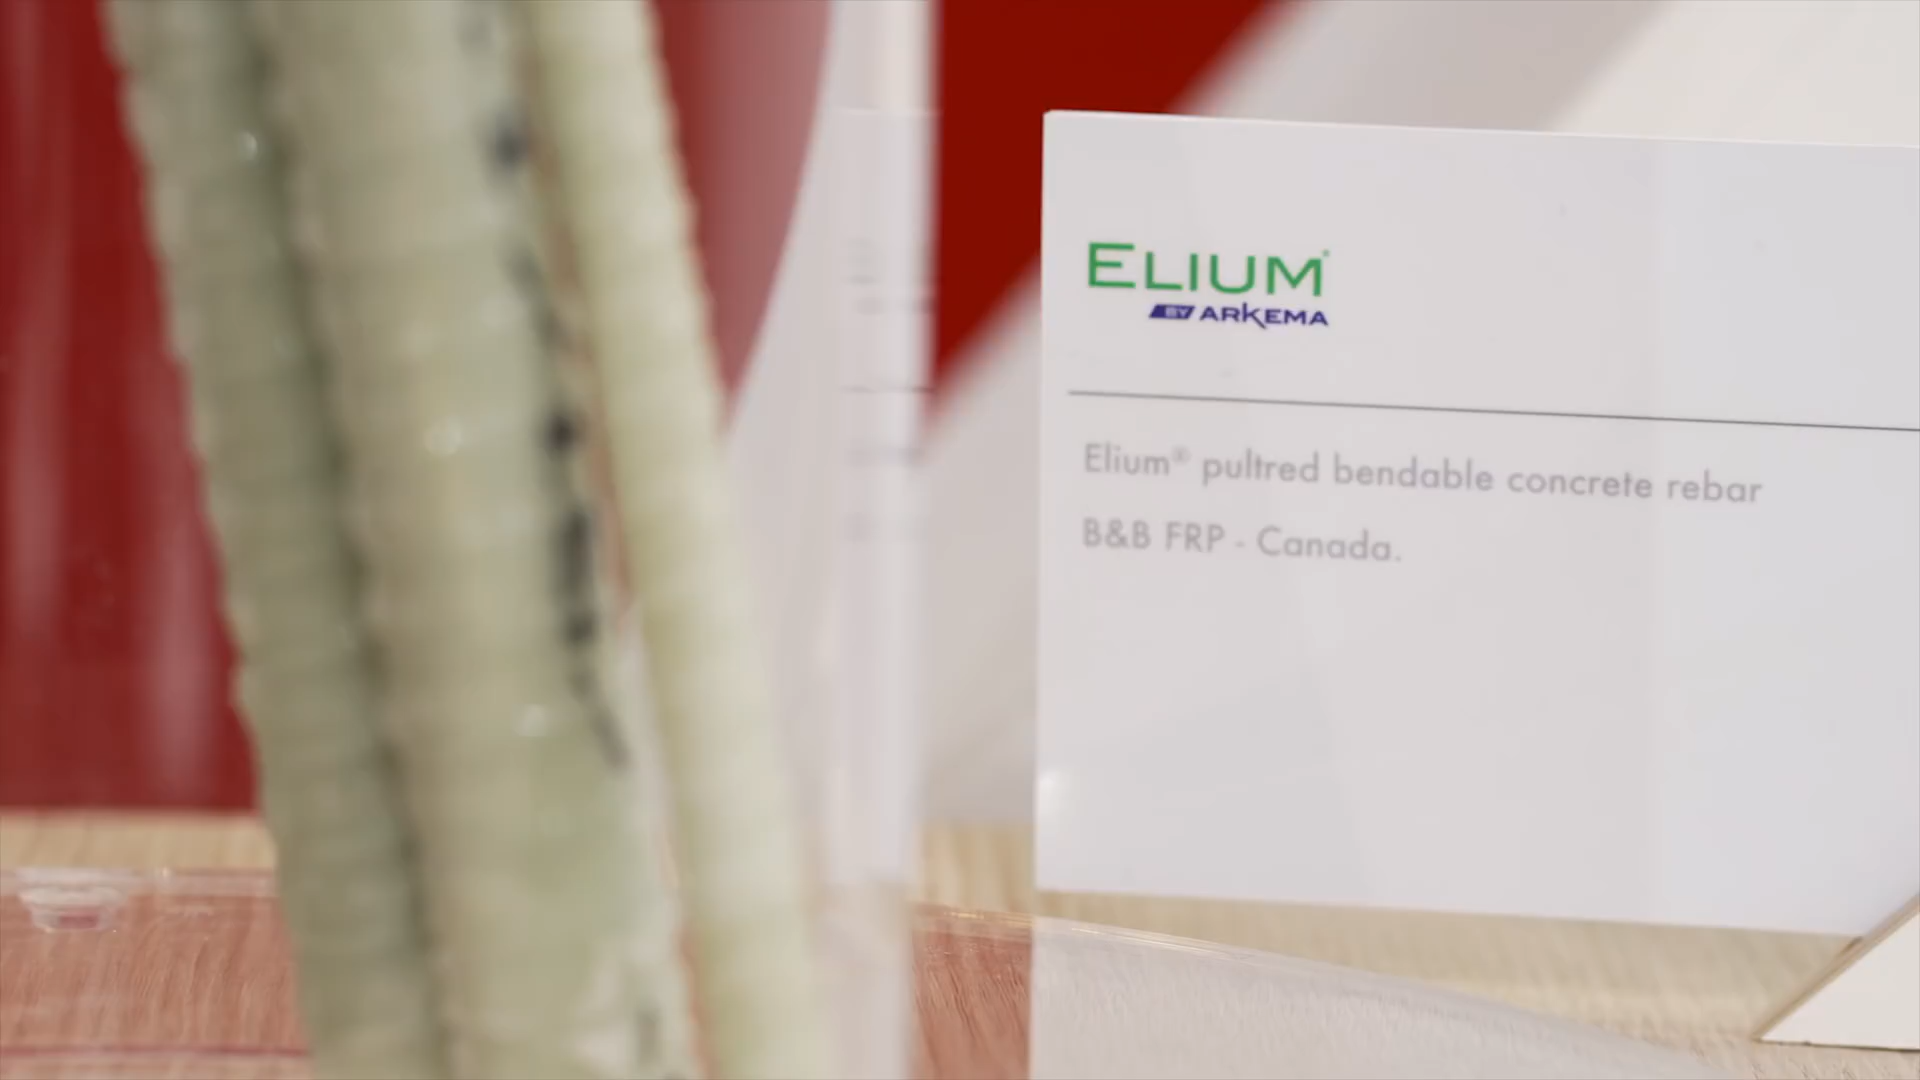 ELIUM®
BY ARKEMA
Elium® pultred bendable concrete rebar
B&B FRP - Canada.